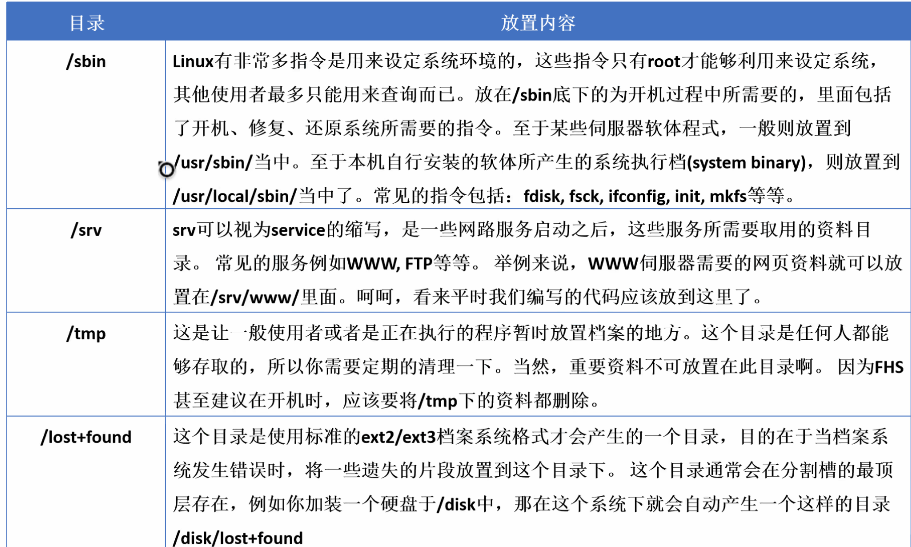 目录 放置内容
/sbin Linux有非常多指令是用来设定系统环境的，这些指令只有root才能够利用来设定系统，
其他使用者最多只能用来查询而已。放在/sbin底下的为开机过程中所需要的，里面包括
了开机、修复、还原系统所需要的指令。至于某些伺服器软体程式，一般则放置到
/usr/sbin/当中。至于本机自行安装的软体所产生的系统执行档(system binary)，则放置到
/usr/local/sbin/当中了。常见的指令包括：fdisk, fsck, ifconfig, init, mkfs等等。
/srv srv可以视为service的缩写，是一些网路服务启动之后，这些服务所需要取用的资料目
录。 常见的服务例如WWW, FTP等等。 举例来说，WWW伺服器需要的网页资料就可以放
置在/srv/www/里面。呵呵，看来平时我们编写的代码应该放到这里了。
/tmp 这是让一般使用者或者是正在执行的程序暂时放置档案的地方。这个目录是任何人都能
够存取的，所以你需要定期的清理一下。当然，重要资料不可放置在此目录啊。 因为FHS
甚至建议在开机时，应该要将/tmp下的资料都删除。
/lost+found 这个目录是使用标准的ext2/ext3档案系统格式才会产生的一个目录，目的在于当档案系
统发生错误时，将一些遗失的片段放置到这个目录下。 这个目录通常会在分割槽的最顶
层存在，例如你加装一个硬盘于/disk中，那在这个系统下就会自动产生一个这样的目录
/disk/lost+found